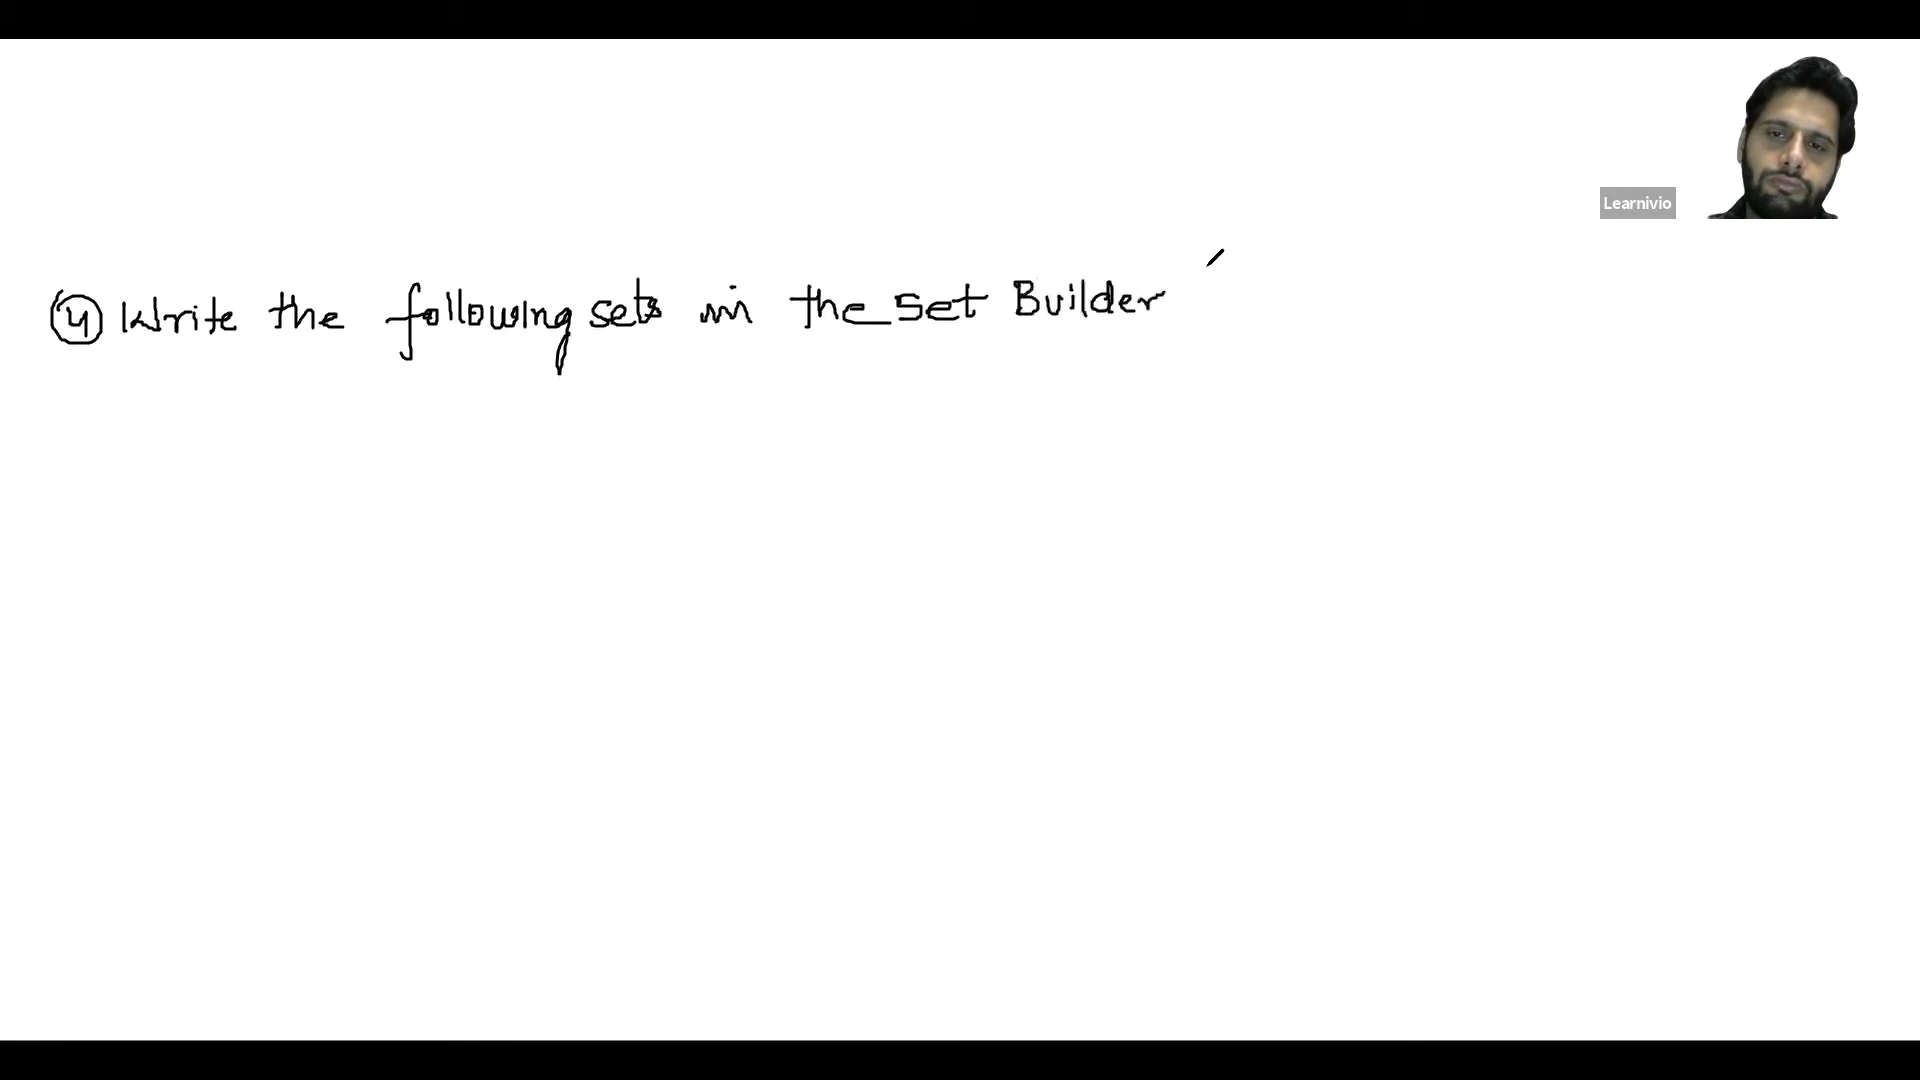 Learnivio
④ Write the following sets in the set Builder